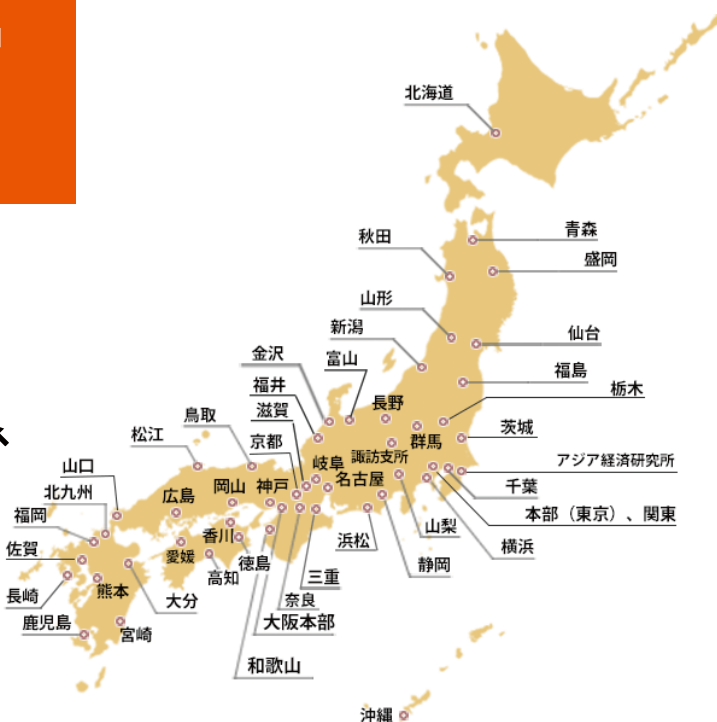 北海道
青森
秋田
盛岡
山形
新潟
仙台
金沢
富山
福島
福井
栃木
長野
滋賀
鳥取
茨城
松江
京都
群馬
諏訪支所
アジア経済研究所
山口
岐阜
名古屋
岡山
神戸
千葉
北九州
広島
本部（東京）、関東
福岡
山梨
香川
浜松
横浜
佐賀
愛媛
徳島
静岡
高知
三重
長崎
熊本
大分
奈良
鹿児島
大阪本部
宮崎
和歌山
沖縄